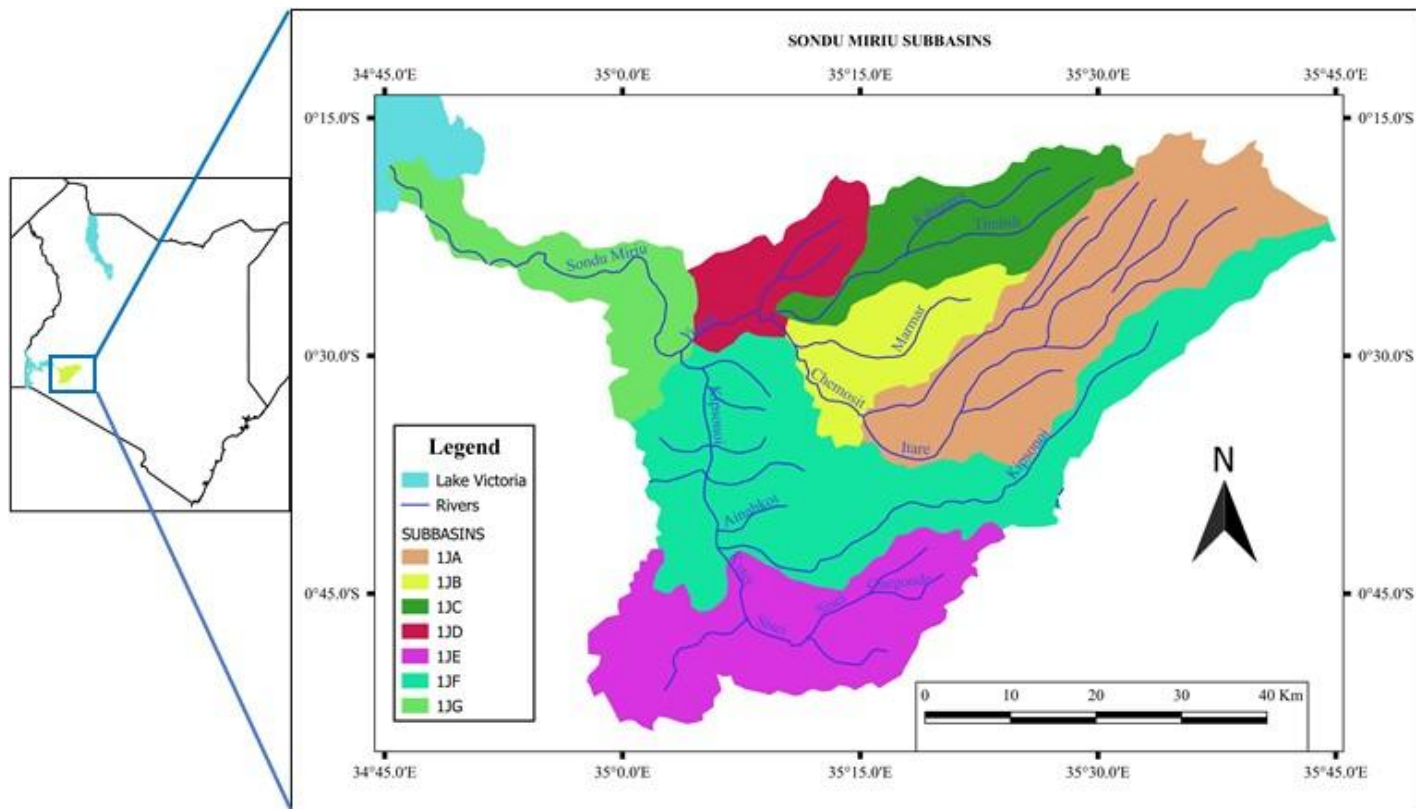 SONDU MIRIU SUBBASINS
34°45.0'E 35°0.0'E 35°15.0'E 35°30.0'E 35°45.0'E
0°15.0'S 0°15.0'S
Timbilil
Sondu Miriu
Yurith
Marmar
0°30.0'S 0°30.0'S
Chemosit
Kipsonoi
Itare
Kipsonoi
Legend
Lake Victoria
Rivers
SUBBASINS
1JA
1JB
1JC
1JD
1JE
1JF
1JG
N
Ainabkoi
0°45.0'S 0°45.0'S
Sisei
Sisei
0 10 20 30 40 Km
34°45.0'E 35°0.0'E 35°15.0'E 35°30.0'E 35°45.0'E